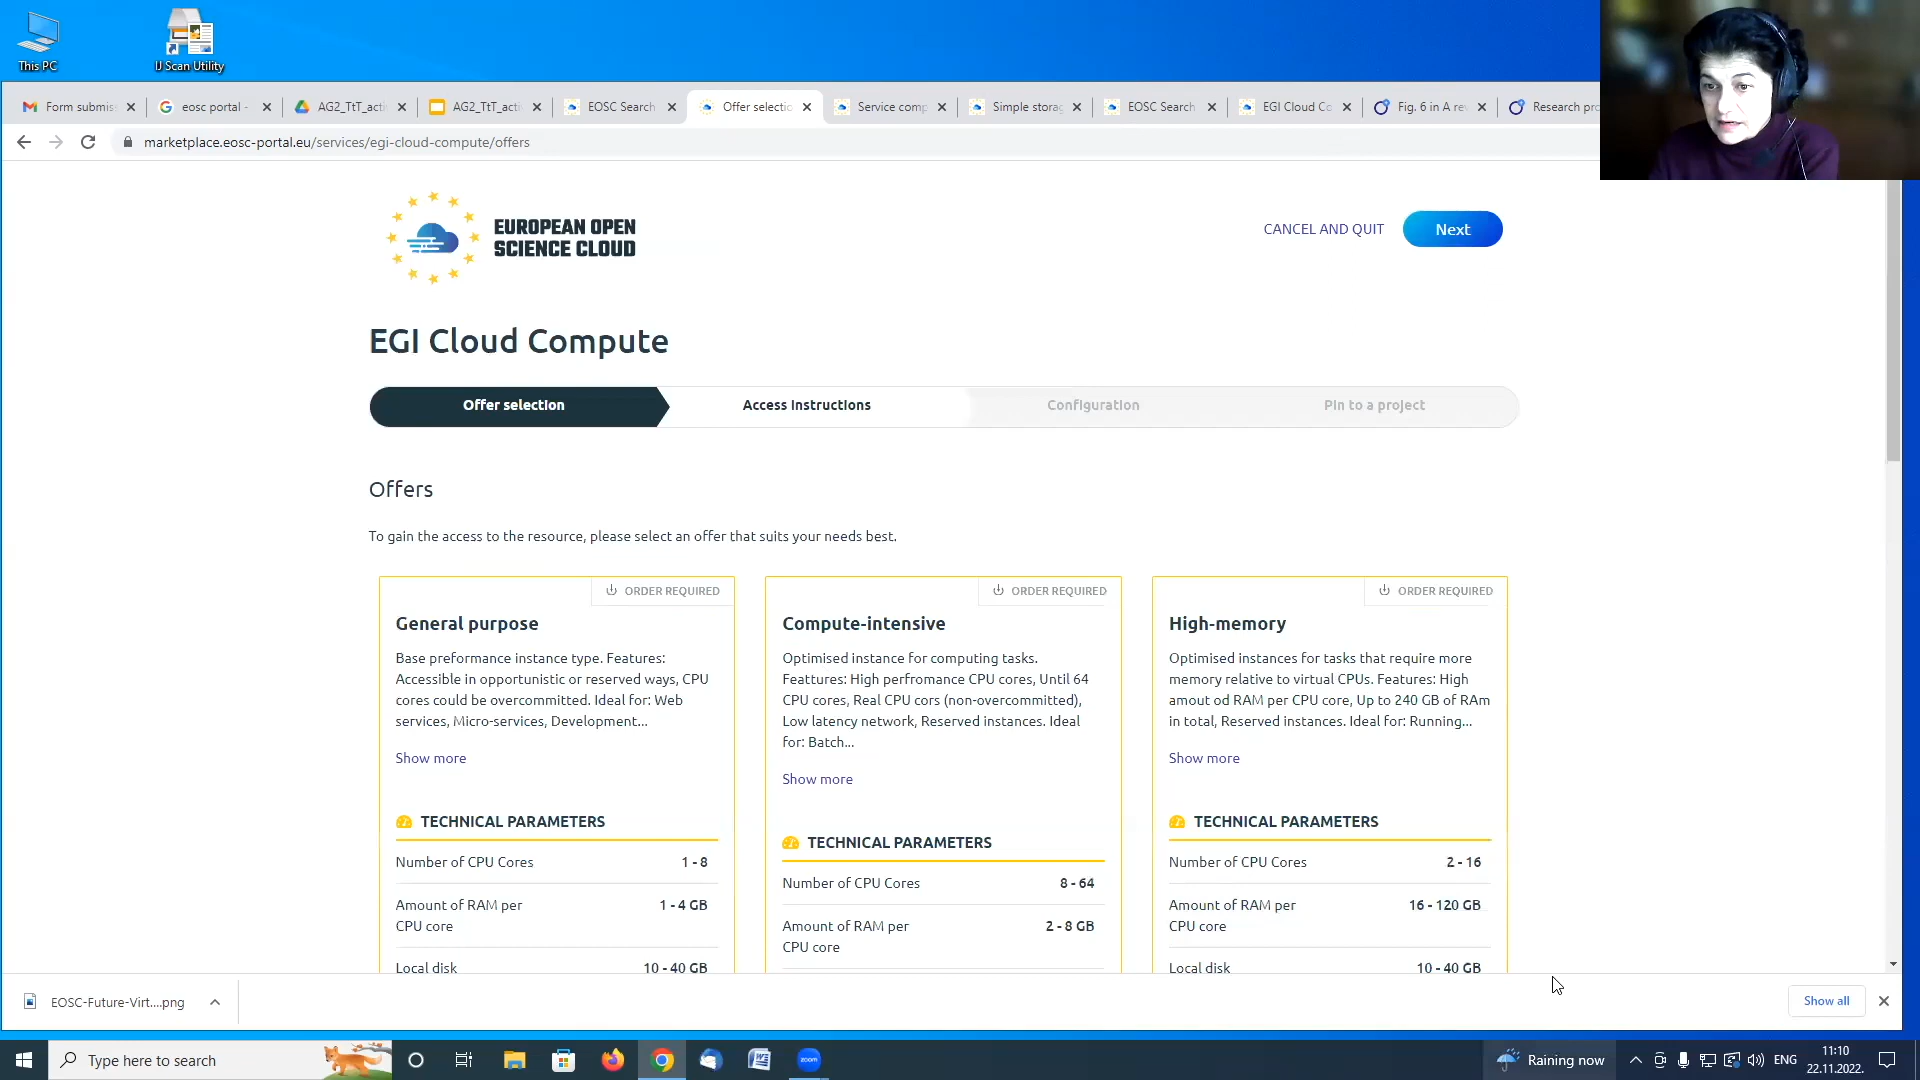 This PC
IJ Scan Utility
Form submis
eosc portal -
AG2_TtT_acti
AG2_TtT_acti
EOSC Search
Offer selectio
Service comp
Simple storag
EOSC Search
EGI Cloud Co
Fig. 6 in A re
Research pro
marketplace.eosc-portal.eu/services/egi-cloud-compute/offers
EUROPEAN OPEN
SCIENCE CLOUD
CANCEL AND QUIT
Next
EGI Cloud Compute
Offer selection
Access instructions
Configuration
Pin to a project
Offers
To gain the access to the resource, please select an offer that suits your needs best.
ORDER REQUIRED
General purpose
Base preformance instance type. Features:
Accessible in opportunistic or reserved ways, CPU
cores could be overcommitted. Ideal for: Web
services, Micro-services, Development...
Show more
TECHNICAL PARAMETERS
Number of CPU Cores 1 - 8
Amount of RAM per 1 - 4 GB
CPU core
Local disk 10 - 40 GB
ORDER REQUIRED
Compute-intensive
Optimised instance for computing tasks.
Feattures: High perfromance CPU cores, Until 64
CPU cores, Real CPU cors (non-overcommitted),
Low latency network, Reserved instances. Ideal
for: Batch...
Show more
TECHNICAL PARAMETERS
Number of CPU Cores 8 - 64
Amount of RAM per 2 - 8 GB
CPU core
ORDER REQUIRED
High-memory
Optimised instances for tasks that require more
memory relative to virtual CPUs. Features: High
amout od RAM per CPU core, Up to 240 GB of RAm
in total, Reserved instances. Ideal for: Running...
Show more
TECHNICAL PARAMETERS
Number of CPU Cores 2 - 16
Amount of RAM per 16 - 120 GB
CPU core
Local disk 10 - 40 GB
EOSC-Future-Virt....png
Show all
Type here to search
zoom
Raining now
ENG
11:10
22.11.2022.